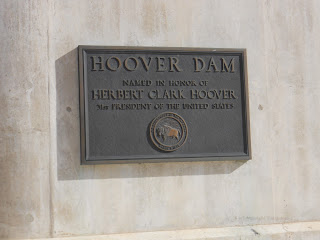 HOOVER DAM
NAMED IN HONOR OF
HERBERT CLARK HOOVER
31ST PRESIDENT OF THE UNITED STATES